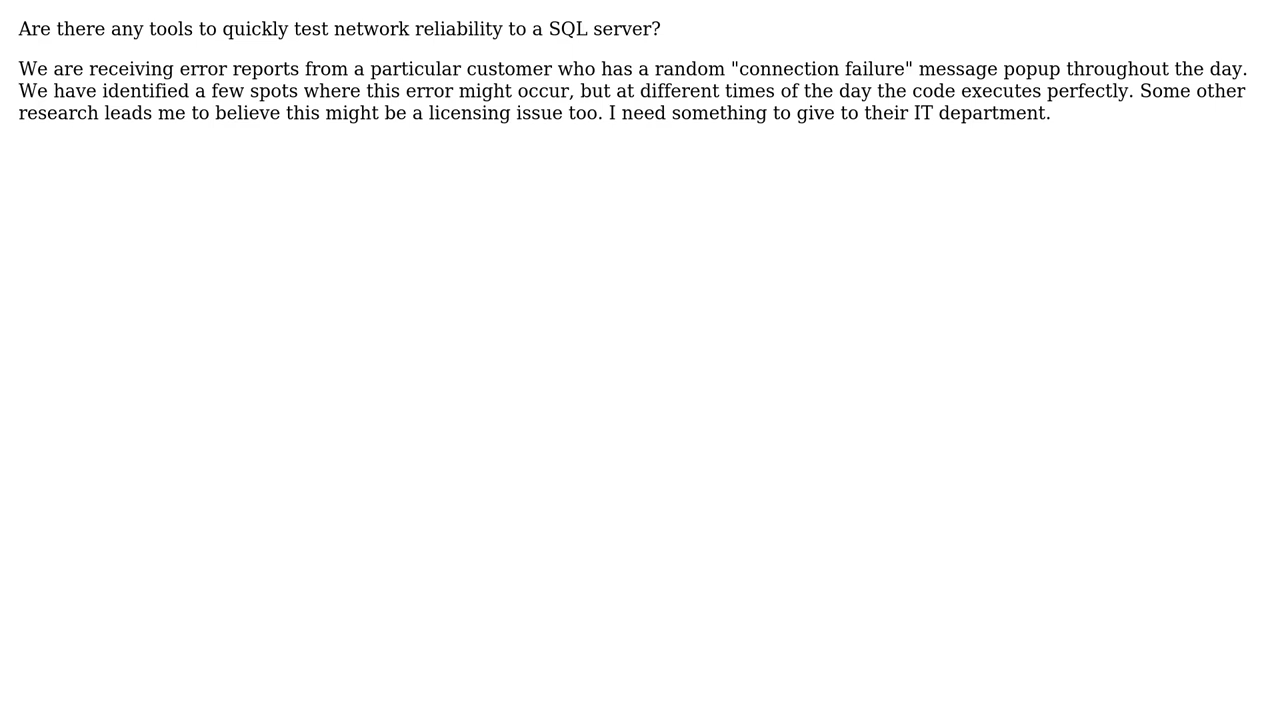 Are there any tools to quickly test network reliability to a SQL server?
We are receiving error reports from a particular customer who has a random "connection failure" message popup throughout the day.
We have identified a few spots where this error might occur, but at different times of the day the code executes perfectly. Some other
research leads me to believe this might be a licensing issue too. I need something to give to their IT department.